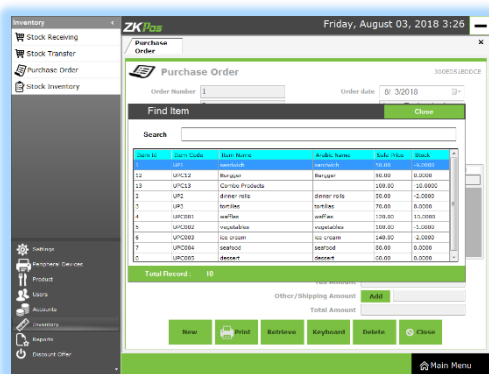 Inventory
ZKPos
Friday, August 03, 2018 3:26
Stock Receiving
Stock Transfer
Purchase Order
Stock Inventory
Purchase Order
Purchase Order
Order Number 1
Order date 8/ 3/2018
Find Item
Close
Search
Item Id Item Code Item Name Arabic Name Sale Price Stock
UP1 sandwich sandwich 50.00
12 UPC12 Burgger Burgger 50.00 0.0000
13 UPC13 Combo Products 100.00 -10.0000
2 UP2 dinner rolls dinner rolls 50.00 -2.0000
3 UP3 tortillas tortillas 70.00 0.0000
4 UPC001 waffles waffles 120.00 10.0000
5 UPC002 vegetables vegetables 100.00 -1.0000
6 UPC003 ice cream ice cream 140.00 -2.0000
7 UPC004 seafood seafood 80.00 0.0000
UPC005 dessert dessert 60.00 0.0000
Total Record : 10
Settings
Peripheral Devices
Product
Users
Accounts
Inventory
Reports
Discount Offer
Tax Amount
Other/Shipping Amount Add
Total Amount
New Print Retrieve Keyboard Delete Close
Main Menu